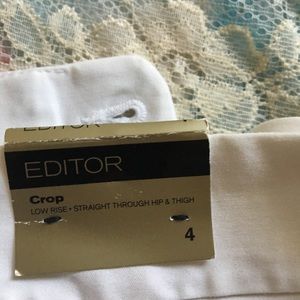 EDITOR
EDITOR
Crop
LOW RISE • STRAIGHT THROUGH HIP & THIGH
4